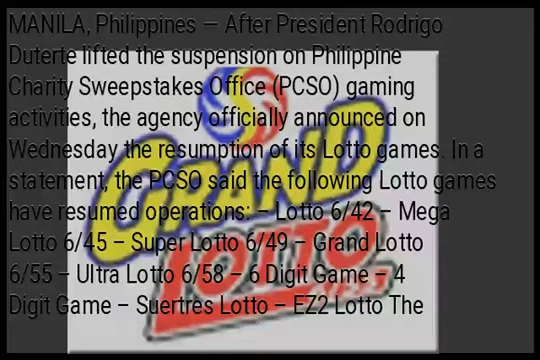 MANILA, Philippines — After President Rodrigo
Duterte lifted the suspension on Philippine
Charity Sweepstakes Office (PCSO) gaming
activities, the agency officially announced on
Wednesday the resumption of its Lotto games. In a
statement, the PCSO said the following Lotto games
have resumed operations: – Lotto 6/42 – Mega
Lotto 6/45 – Super Lotto 6/49 – Grand Lotto
6/55 – Ultra Lotto 6/58 – 6 Digit Game – 4
Digit Game – Suertres Lotto – EZ2 Lotto The
GRAND
LOTTO